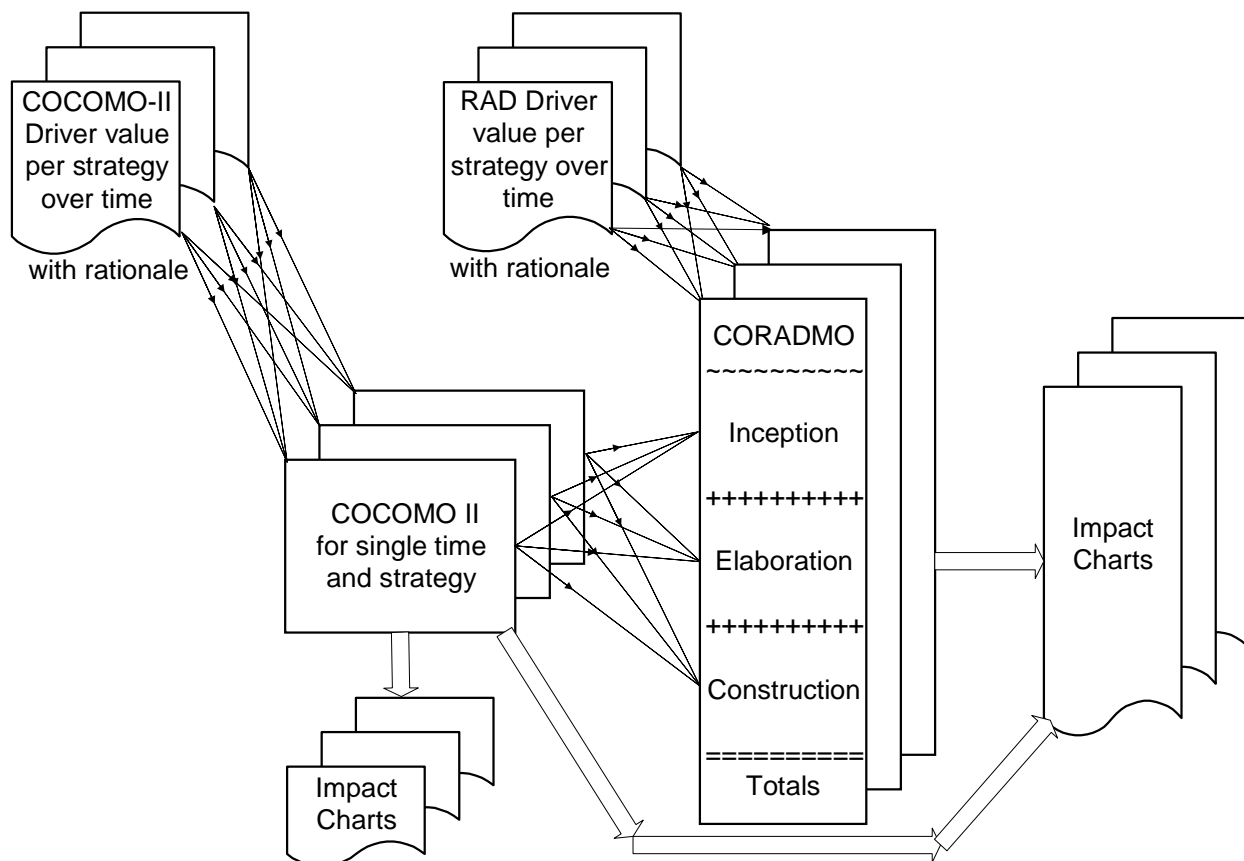 COCOMO-II
Driver value
per strategy
over time
with rationale
RAD Driver
value per
strategy over
time
with rationale
CORADMO
~~~~~~~~~~
Inception
++++++++++
Elaboration
++++++++++
Construction
==========
Totals
COCOMO II
for single time
and strategy
Impact
Charts
Impact
Charts